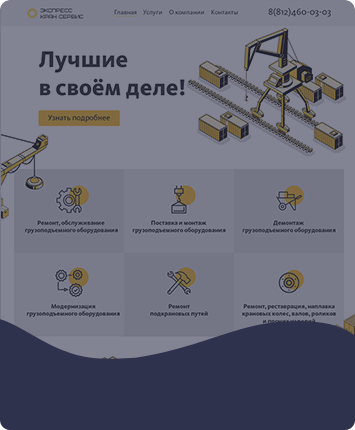 ЭКСПРЕСС
КРАН СЕРВИС
Главная Услуги О компании Контакты 8(812)460-03-03
Лучшие
в своём деле!
Узнать подробнее
Ремонт, обслуживание
грузоподъемного оборудования
Поставка и монтаж
грузоподъемного оборудования
Демонтаж
грузоподъемного оборудования
Модернизация
грузоподъемного оборудования
Ремонт
подкрановых путей
Ремонт, реставрация, наплавка
крановых колес, валов, роликов